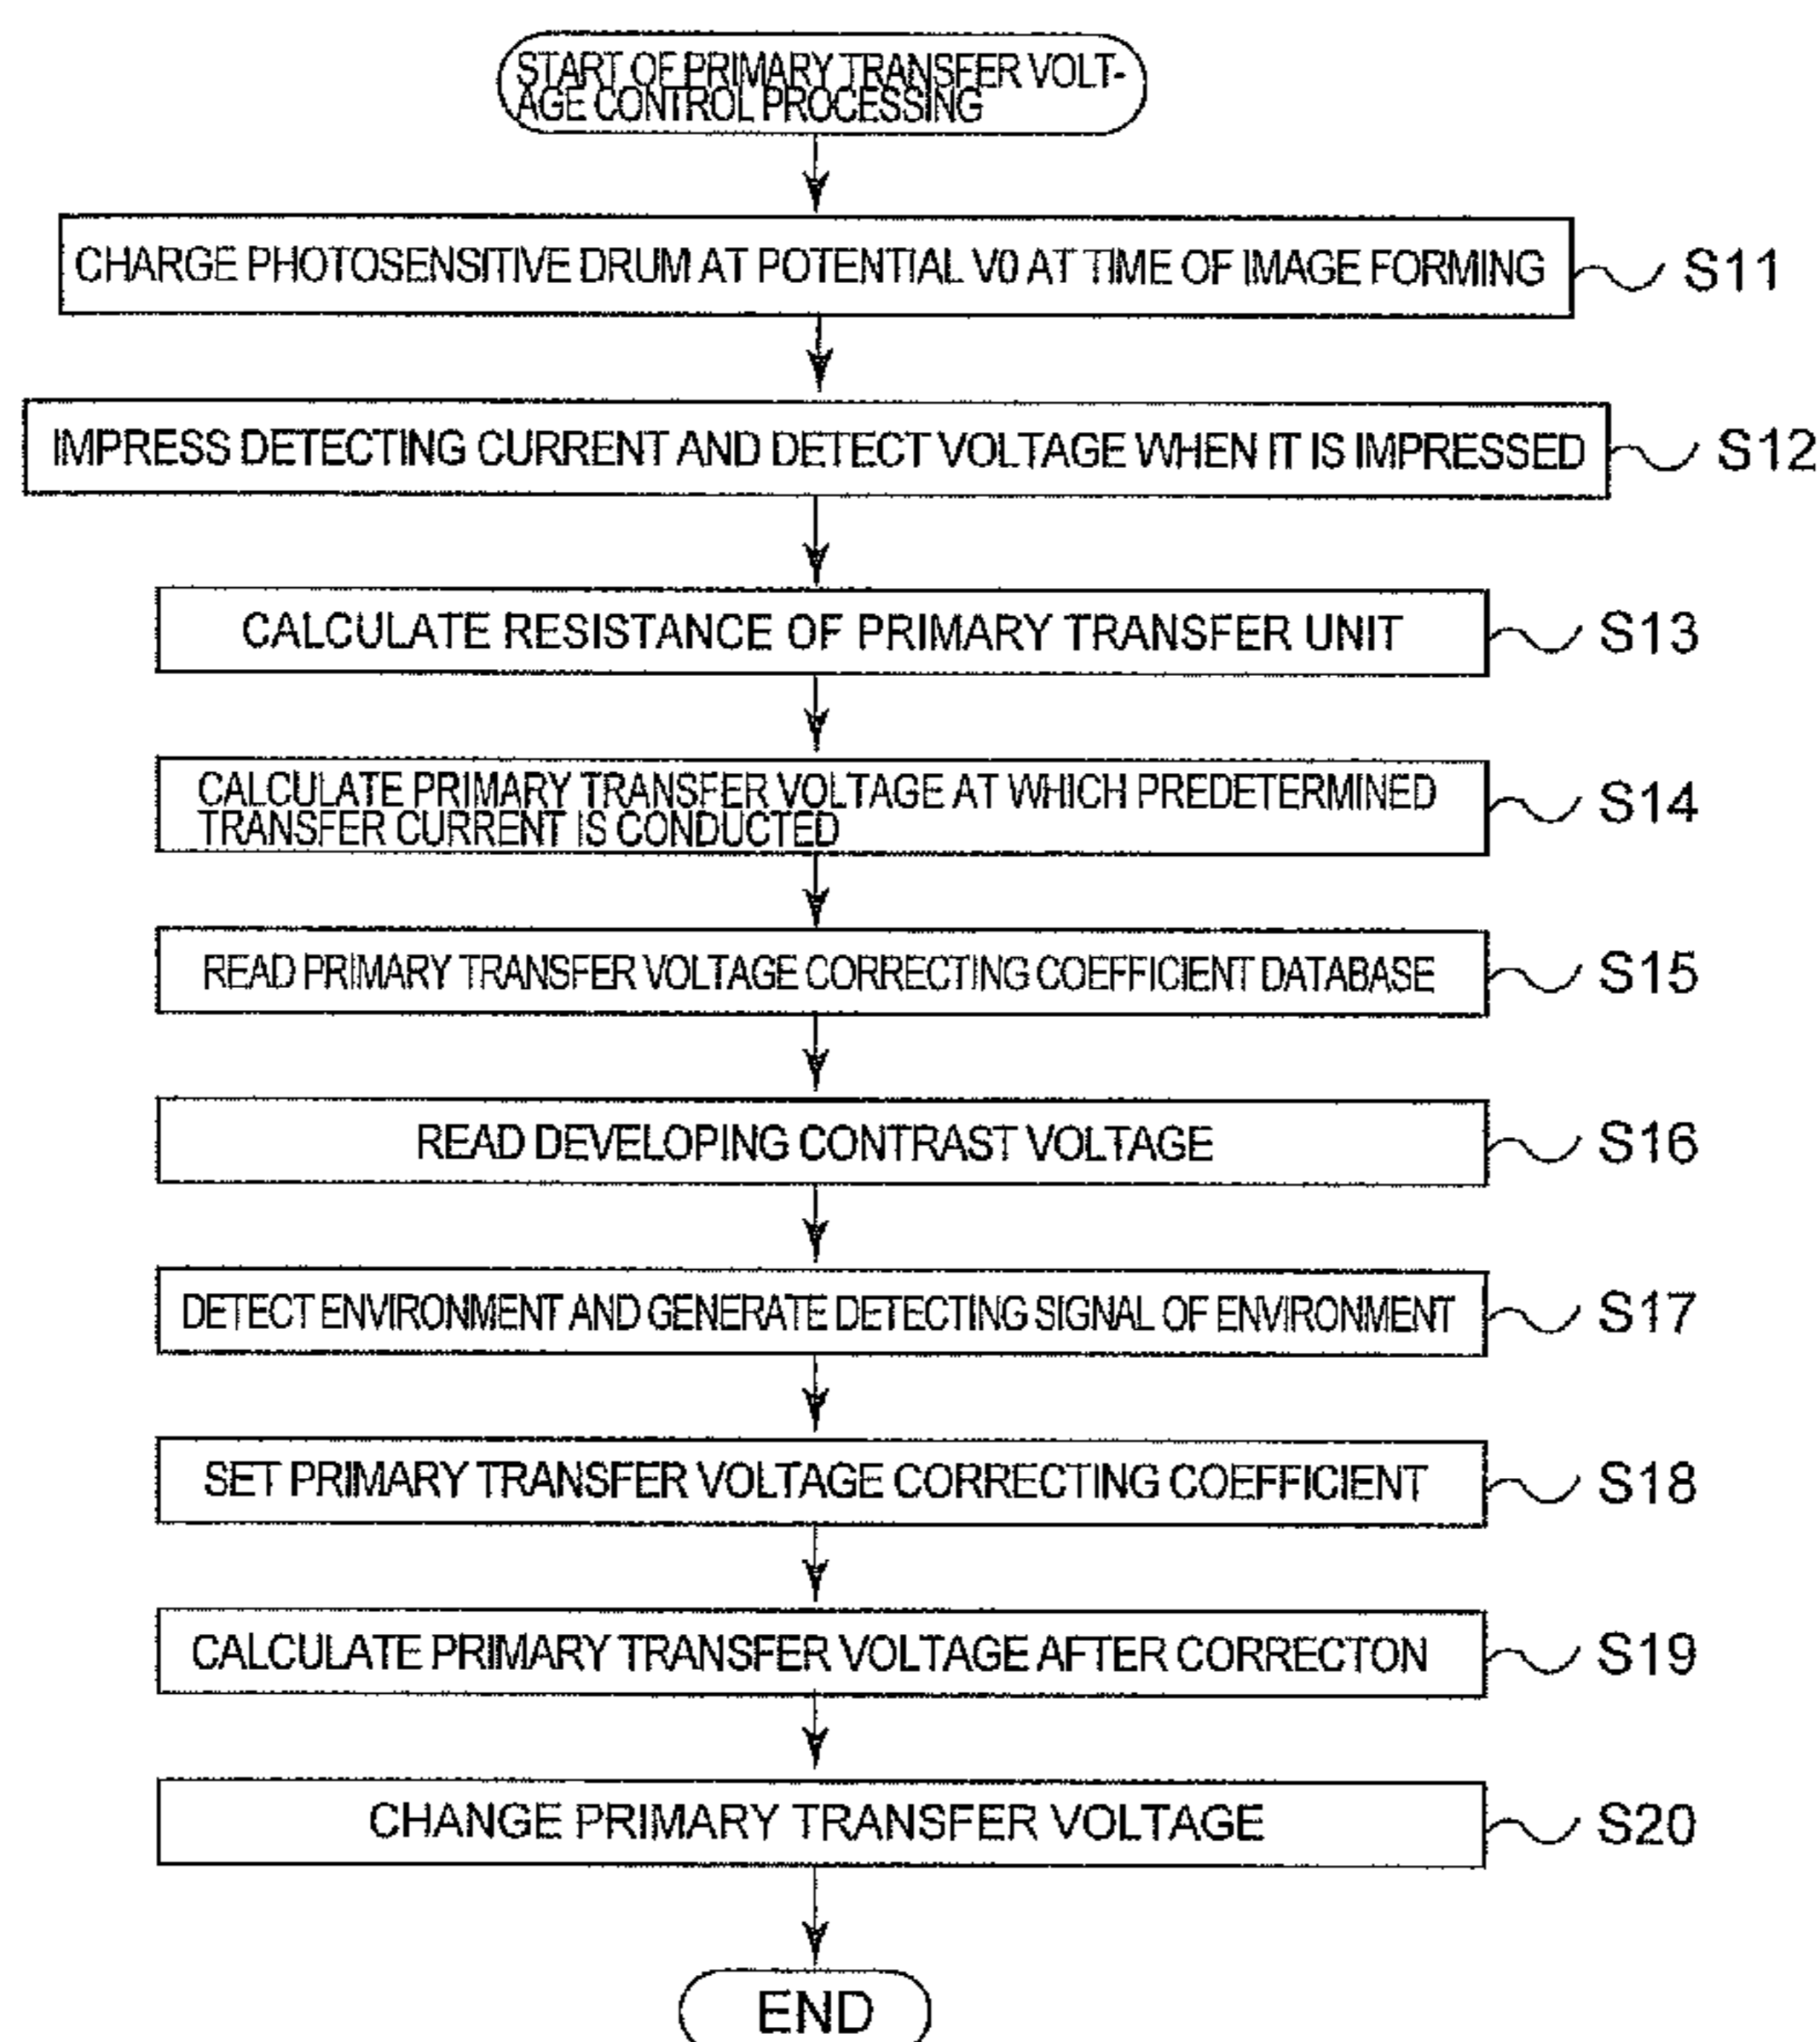 START OF PRIMARY TRANSFER VOLT-
AGE CONTROL PROCESSING
CHARGE PHOTOSENSITIVE DRUM AT POTENTIAL V0 AT TIME OF IMAGE FORMING
S11
IMPRESS DETECTING CURRENT AND DETECT VOLTAGE WHEN IT IS IMPRESSED
S12
CALCULATE RESISTANCE OF PRIMARY TRANSFER UNIT
S13
CALCULATE PRIMARY TRANSFER VOLTAGE AT WHICH PREDETERMINED
TRANSFER CURRENT IS CONDUCTED
S14
READ PRIMARY TRANSFER VOLTAGE CORRECTING COEFFICIENT DATABASE
S15
READ DEVELOPING CONTRAST VOLTAGE
S16
DETECT ENVIRONMENT AND GENERATE DETECTING SIGNAL OF ENVIRONMENT
S17
SET PRIMARY TRANSFER VOLTAGE CORRECTING COEFFICIENT
S18
CALCULATE PRIMARY TRANSFER VOLTAGE AFTER CORRECTON
S19
CHANGE PRIMARY TRANSFER VOLTAGE
S20
END